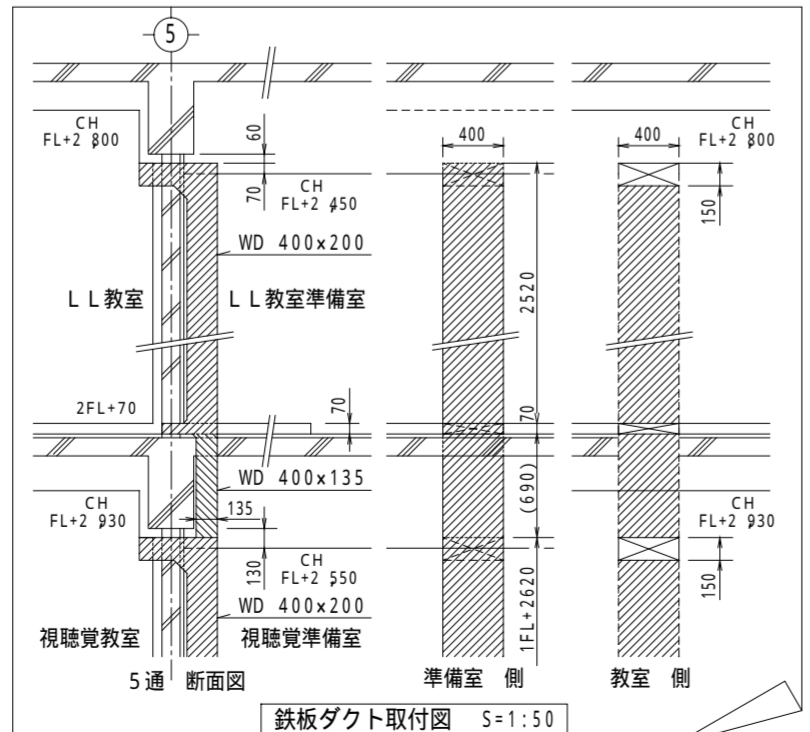 5
CH
FL+2,800
60
70
CH
FL+2,450
WD 400x200
LL教室
LL教室準備室
2FL+70
70
WD 400x135
CH
FL+2,930
135
130
CH
FL+2,550
WD 400x200
視聴覚教室
視聴覚準備室
5通 断面図
400
2520
70
(690)
1FL+2620
準備室 側
400
CH
FL+2,800
150
CH
FL+2,930
150
教室 側
鉄板ダクト取付図 S=1:50